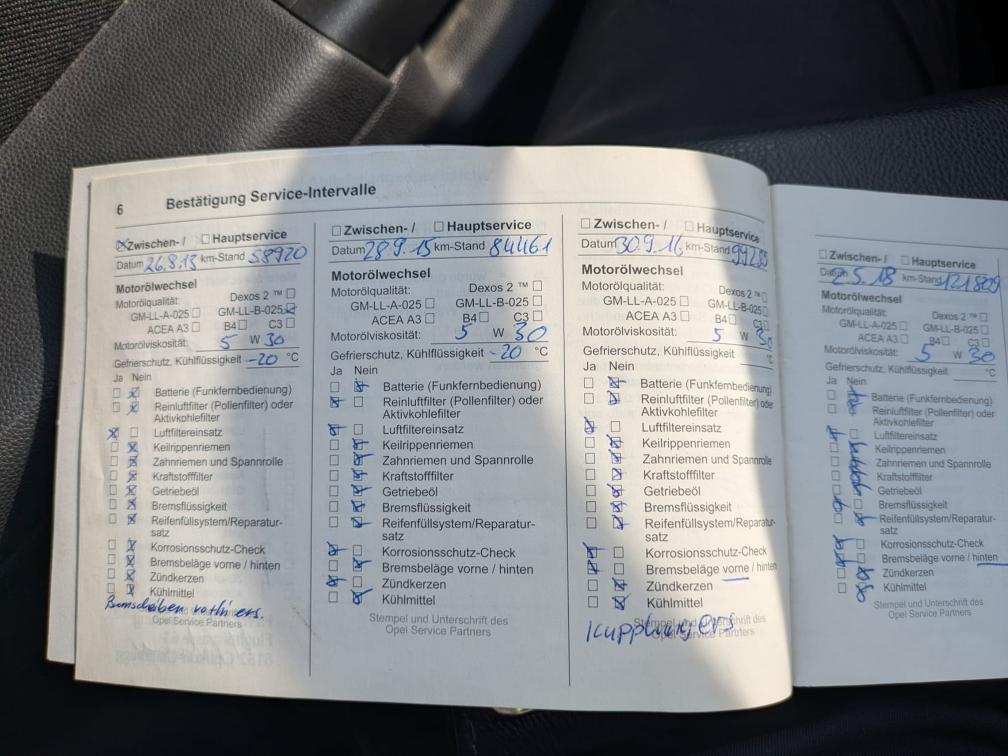 6 Bestätigung Service-Intervalle
☒ Zwischen- / ☐ Hauptservice
Datum 26.8.13 km-Stand 58920
Motorölwechsel
Motorölqualität: Dexos 2 ™ ☐
GM-LL-A-025 ☐ GM-LL-B-025 ☒
ACEA A3 ☐ B4 ☐ C3 ☐
Motorölviskosität: 5 W 30
Gefrierschutz, Kühlflüssigkeit -20 °C
Ja Nein
☐ ☒ Batterie (Funkfernbedienung)
☐ ☒ Reinluftfilter (Pollenfilter) oder
Aktivkohlefilter
☒ ☐ Luftfiltereinsatz
☐ ☒ Keilrippenriemen
☐ ☒ Zahnriemen und Spannrolle
☐ ☒ Kraftstofffilter
☐ ☒ Getriebeöl
☐ ☒ Bremsflüssigkeit
☐ ☒ Reifenfüllsystem/Reparatur-
satz
☐ ☒ Korrosionsschutz-Check
☐ ☒ Bremsbeläge vorne / hinten
☐ ☒ Zündkerzen
☐ ☒ Kühlmittel
Opel Service Partners
☐ Zwischen- / ☐ Hauptservice
Datum 28.9.15 km-Stand 84461
Motorölwechsel
Motorölqualität: Dexos 2 ™ ☐
GM-LL-A-025 ☐ GM-LL-B-025 ☐
ACEA A3 ☐ B4 ☐ C3 ☐
Motorölviskosität: 5 W 30
Gefrierschutz, Kühlflüssigkeit -20 °C
Ja Nein
☐ ☒ Batterie (Funkfernbedienung)
☒ ☐ Reinluftfilter (Pollenfilter) oder
Aktivkohlefilter
☒ ☐ Luftfiltereinsatz
☐ ☒ Keilrippenriemen
☐ ☒ Zahnriemen und Spannrolle
☐ ☒ Kraftstofffilter
☐ ☒ Getriebeöl
☐ ☒ Bremsflüssigkeit
☐ ☒ Reifenfüllsystem/Reparatur-
satz
☒ ☐ Korrosionsschutz-Check
☐ ☒ Bremsbeläge vorne / hinten
☒ ☐ Zündkerzen
☐ ☒ Kühlmittel
Stempel und Unterschrift des
Opel Service Partners
☐ Zwischen- / ☐ Hauptservice
Datum 30.9.16 km-Stand
Motorölwechsel
Motorölqualität: Dexos 2 ™ ☐
GM-LL-A-025 ☐ GM-LL-B-025 ☐
ACEA A3 ☐ B4 ☐ C3
Motorölviskosität: 5 W 30
Gefrierschutz, Kühlflüssigkeit °C
Ja Nein
☐ ☒ Batterie (Funkfernbedienung)
☐ ☒ Reinluftfilter (Pollenfilter) oder
Aktivkohlefilter
☒ ☐ Luftfiltereinsatz
☐ ☒ Keilrippenriemen
☐ ☒ Zahnriemen und Spannrolle
☐ ☒ Kraftstofffilter
☐ ☒ Getriebeöl
☐ ☒ Bremsflüssigkeit
☐ ☒ Reifenfüllsystem/Reparatur-
satz
☒ ☐ Korrosionsschutz-Check
☒ ☐ Bremsbeläge vorne / hinten
☐ ☒ Zündkerzen
☐ ☒ Kühlmittel
Stempel und Unterschrift des
Opel Service Partners
Kupplung ers
☐ Zwischen- / ☐ Hauptservice
Datum 5.18 km-Stand 121809
Motorölwechsel
Motorölqualität: Dexos 2 ™ ☐
GM-LL-A-025 ☐ GM-LL-B-025 ☐
ACEA A3 ☐ B4 ☐ C3 ☐
Motorölviskosität: 5 W 30
Gefrierschutz, Kühlflüssigkeit °C
Ja Nein
☐ ☒ Batterie (Funkfernbedienung)
☐ ☒ Reinluftfilter (Pollenfilter) oder
Aktivkohlefilter
☒ ☐ Luftfiltereinsatz
☐ ☒ Keilrippenriemen
☐ ☒ Zahnriemen und Spannrolle
☐ ☒ Kraftstofffilter
☐ ☒ Getriebeöl
☒ ☐ Bremsflüssigkeit
☐ ☒ Reifenfüllsystem/Reparatur-
satz
☒ ☐ Korrosionsschutz-Check
☒ ☐ Bremsbeläge vorne / hinten
☐ ☒ Zündkerzen
☐ ☒ Kühlmittel
Stempel und Unterschrift des
Opel Service Partners